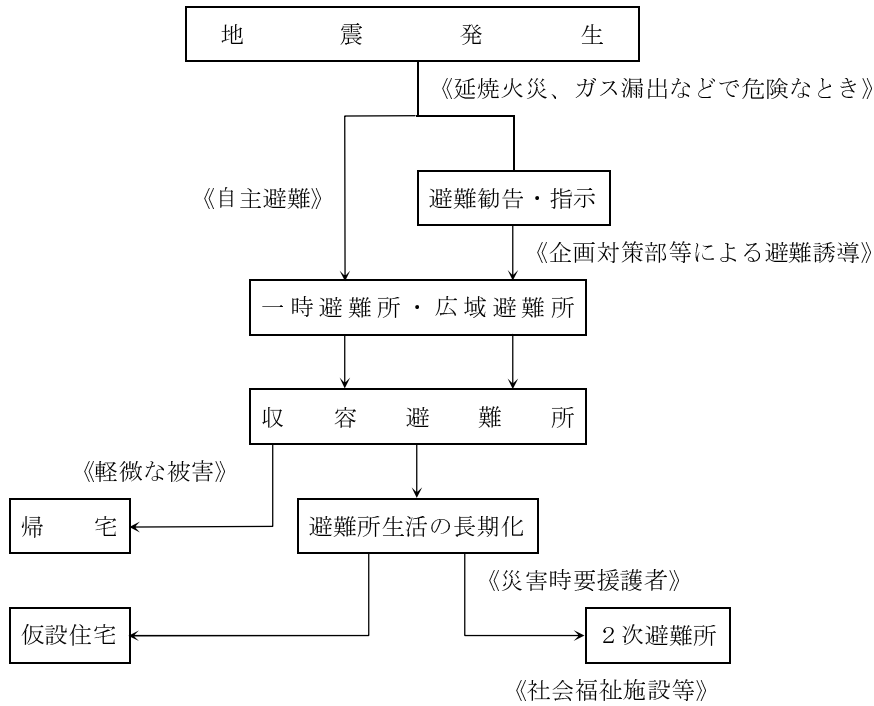 地震発生
《延焼火災、ガス漏出などで危険なとき》
《自主避難》
避難勧告・指示
《企画対策部等による避難誘導》
一時避難所・広域避難所
収容避難所
《軽微な被害》
帰宅
避難所生活の長期化
《災害時要援護者》
仮設住宅
２次避難所
《社会福祉施設等》